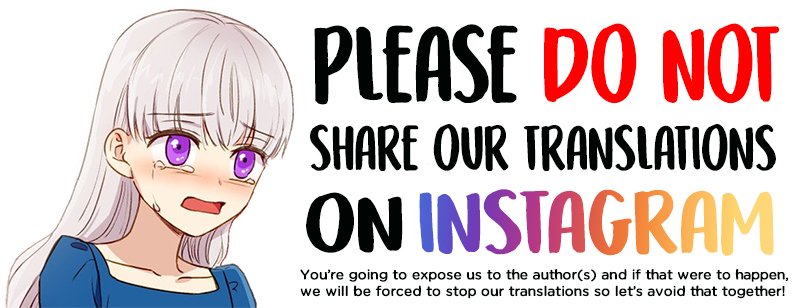 PLEASE DO NOT
SHARE OUR TRANSLATIONS
ON INSTAGRAM
You're going to expose us to the author(s) and if that were to happen,
we will be forced to stop our translations so let's avoid that together!